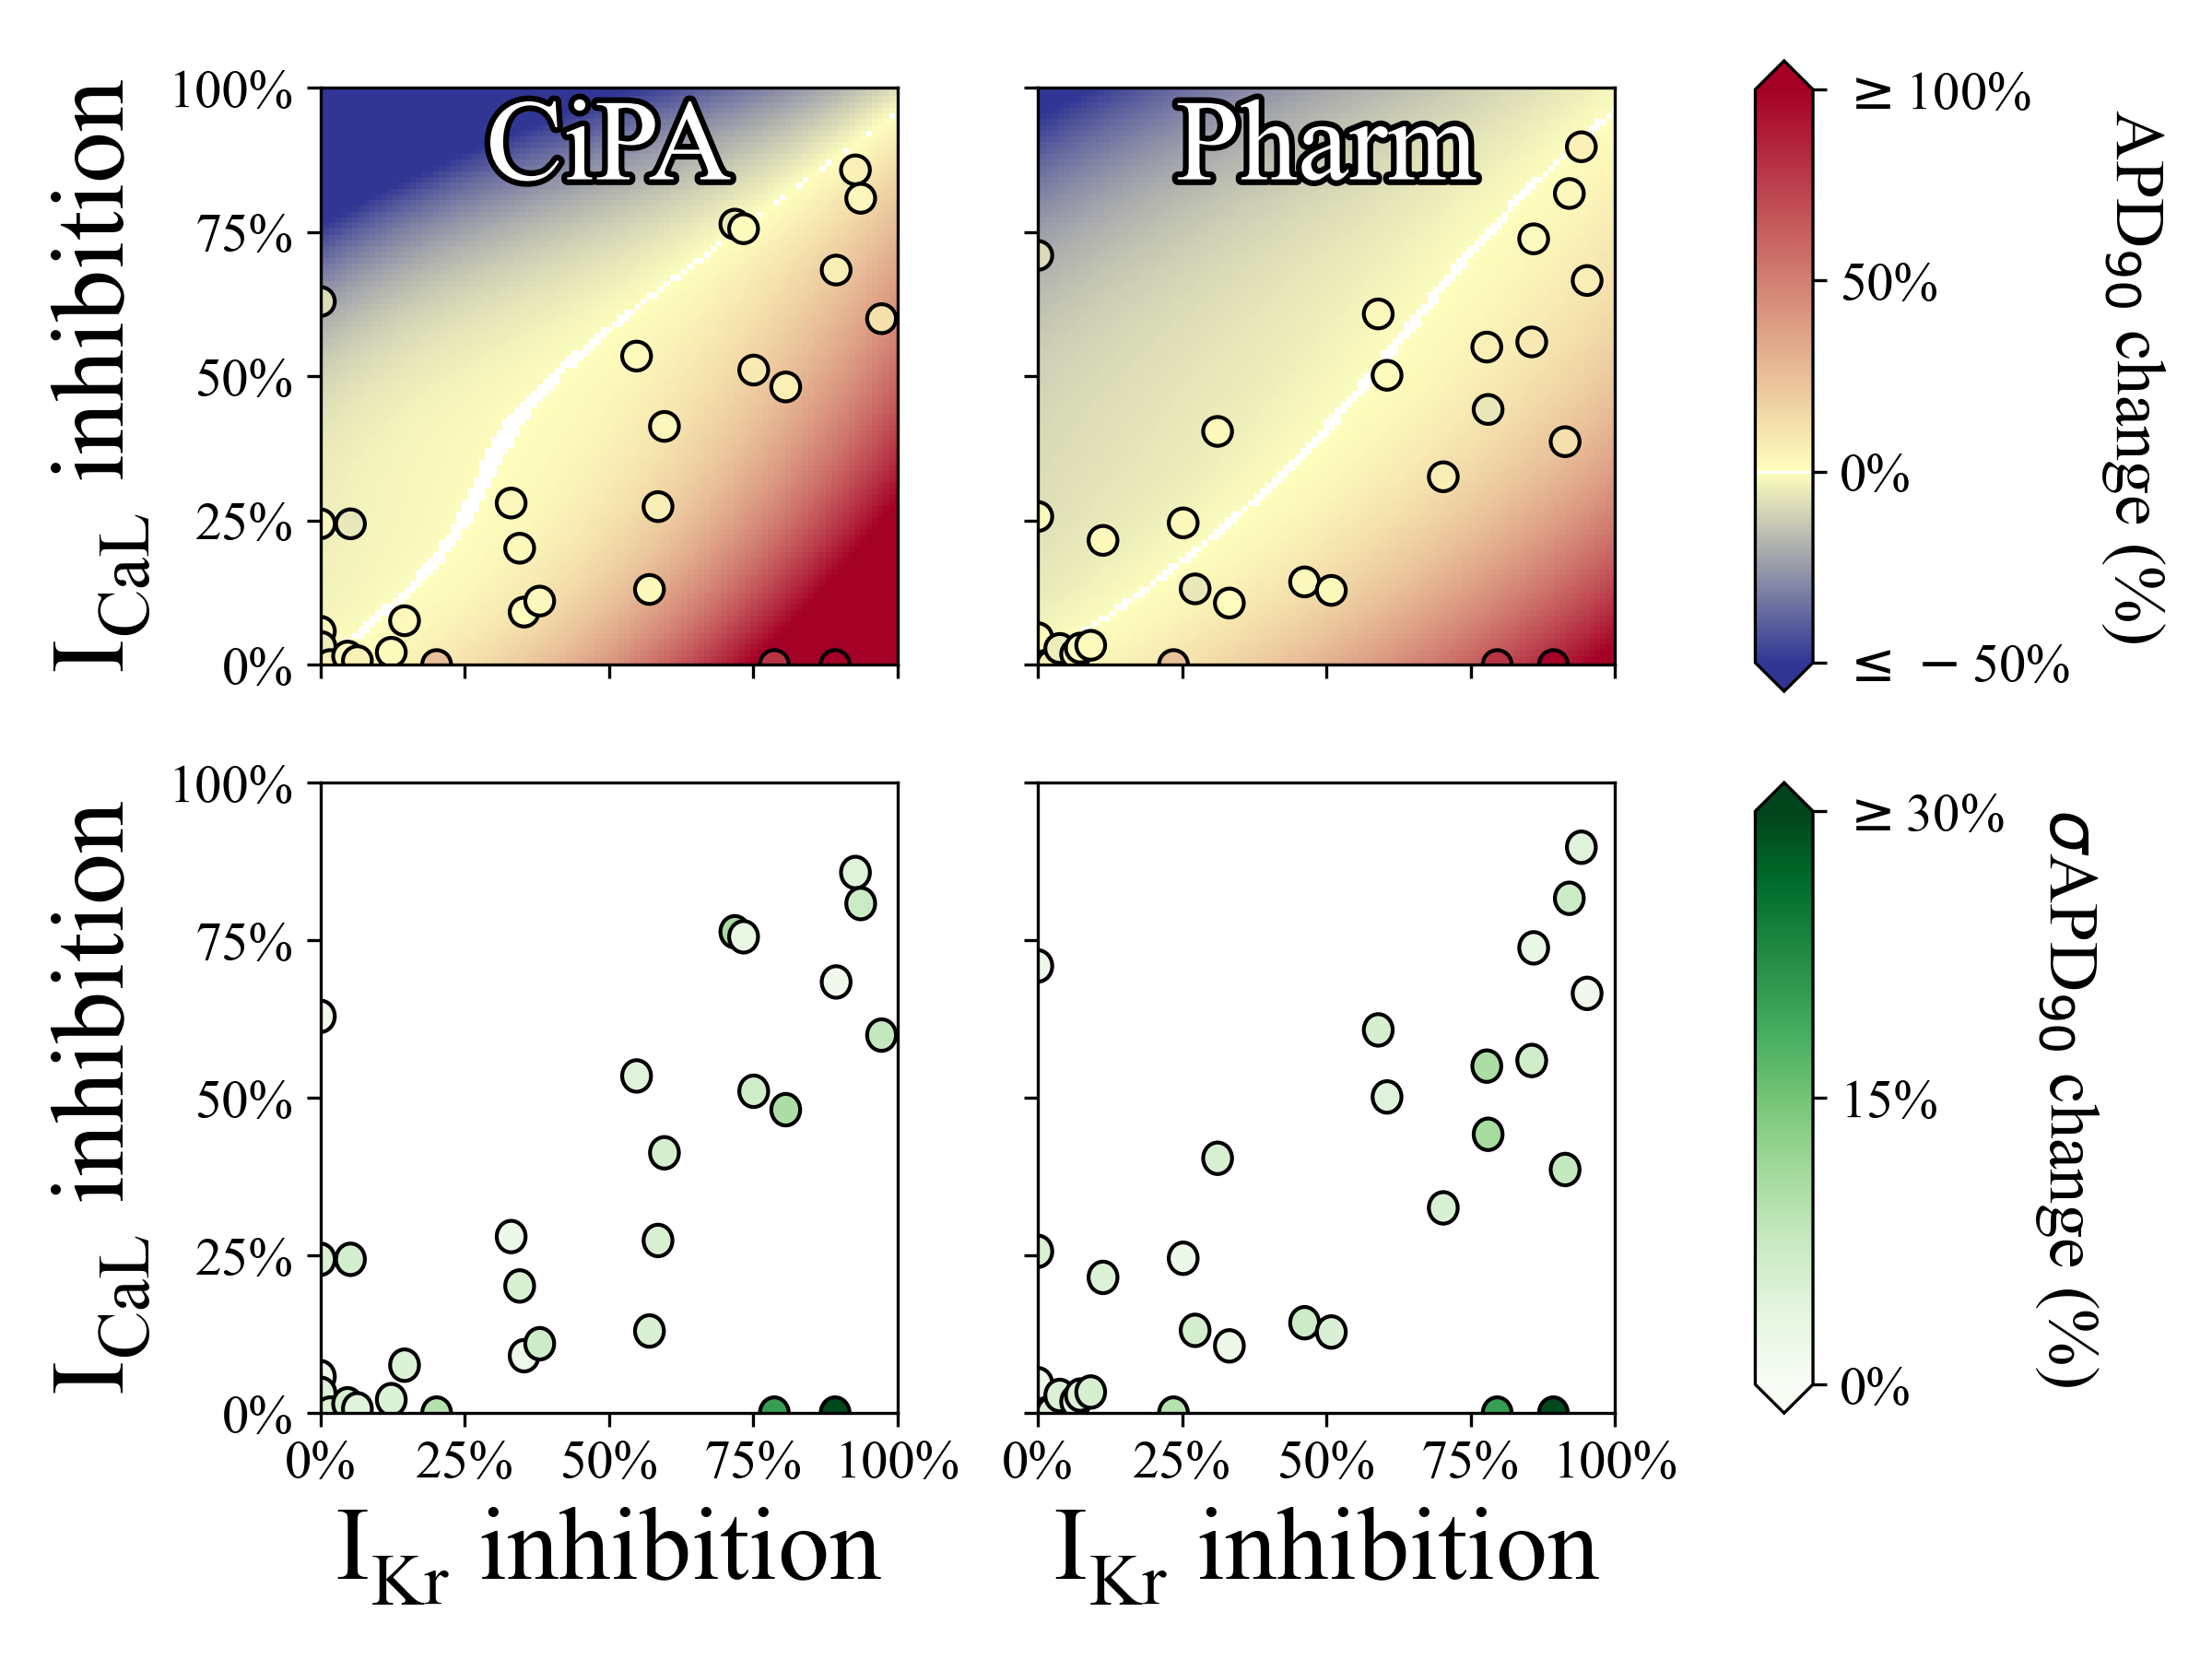 CiPA
Pharm
I_CaL inhibition
100%
75%
50%
25%
0%
≥ 100%
50%
0%
≤ − 50%
APD90 change (%)
I_CaL inhibition
100%
75%
50%
25%
0%
0%
25%
50%
75%
100%
0%
25%
50%
75%
100%
I_Kr inhibition
I_Kr inhibition
≥ 30%
15%
0%
σAPD90 change (%)